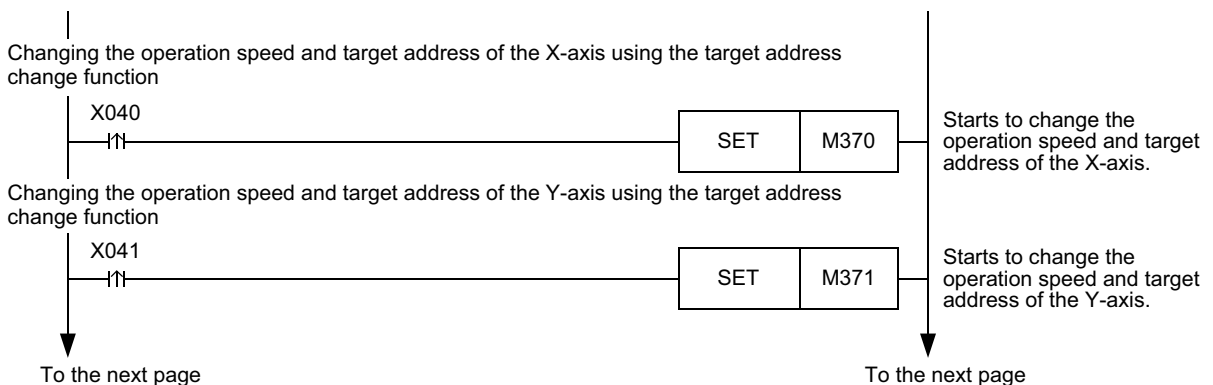 Changing the operation speed and target address of the X-axis using the target address
change function
X040
SET M370
Starts to change the
operation speed and target
address of the X-axis.
Changing the operation speed and target address of the Y-axis using the target address
change function
X041
SET M371
Starts to change the
operation speed and target
address of the Y-axis.
To the next page To the next page